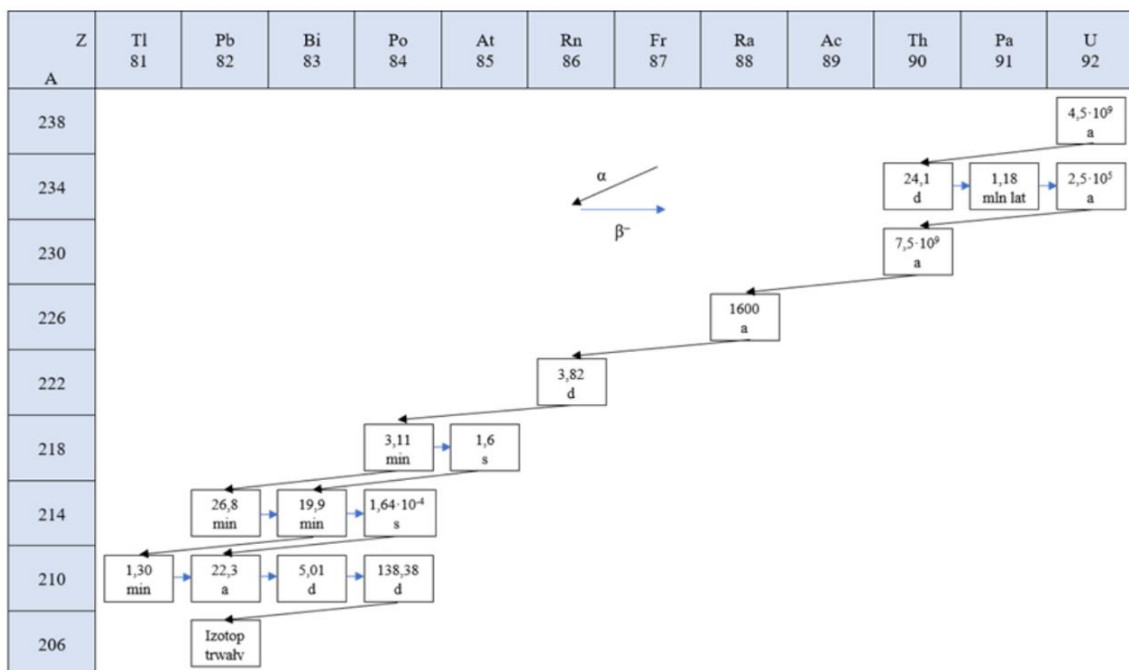 Z Tl Pb Bi Po At Rn Fr Ra Ac Th Pa U
A 81 82 83 84 85 86 87 88 89 90 91 92
238 4,5·10⁹
a
234 24,1 1,18 2,5·10⁵
d mln lat a
α
β⁻
230 7,5·10⁹
a
226 1600
a
222 3,82
d
218 3,11 1,6
min s
214 26,8 19,9 1,64·10⁻⁴
min min s
210 1,30 22,3 5,01 138,38
min a d d
206 Izotop
trwały